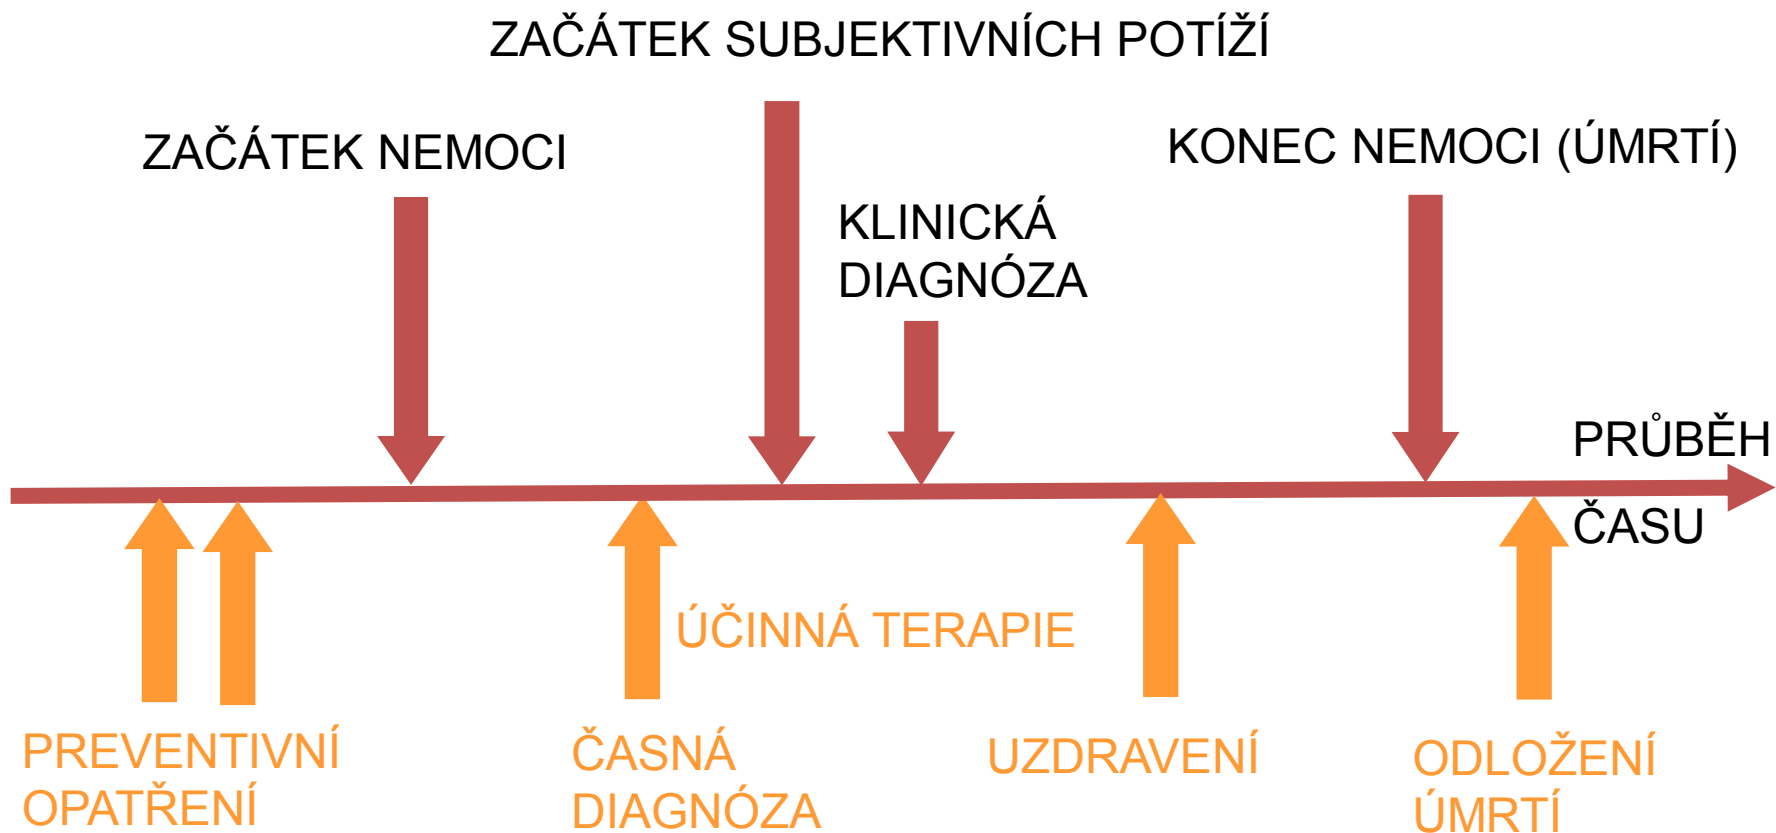 ZAČÁTEK SUBJEKTIVNÍCH POTÍŽÍ
ZAČÁTEK NEMOCI
KONEC NEMOCI (ÚMRTÍ)
KLINICKÁ
DIAGNÓZA
PRŮBĚH
ČASU
ÚČINNÁ TERAPIE
PREVENTIVNÍ
OPATŘENÍ
ČASNÁ
DIAGNÓZA
UZDRAVENÍ
ODLOŽENÍ
ÚMRTÍ